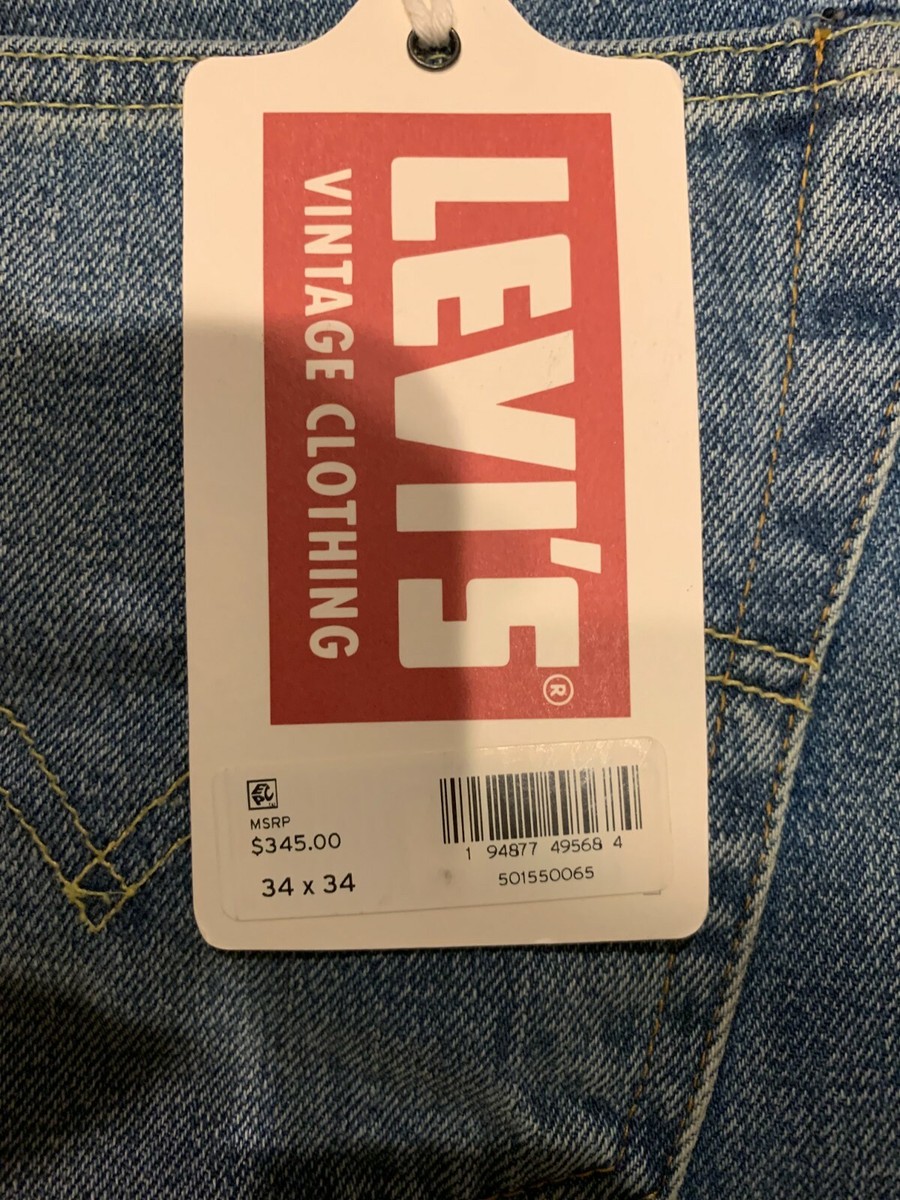 LEVI'S®
VINTAGE CLOTHING
MSRP
$345.00
34 x 34
1 94877 49568 4
501550065